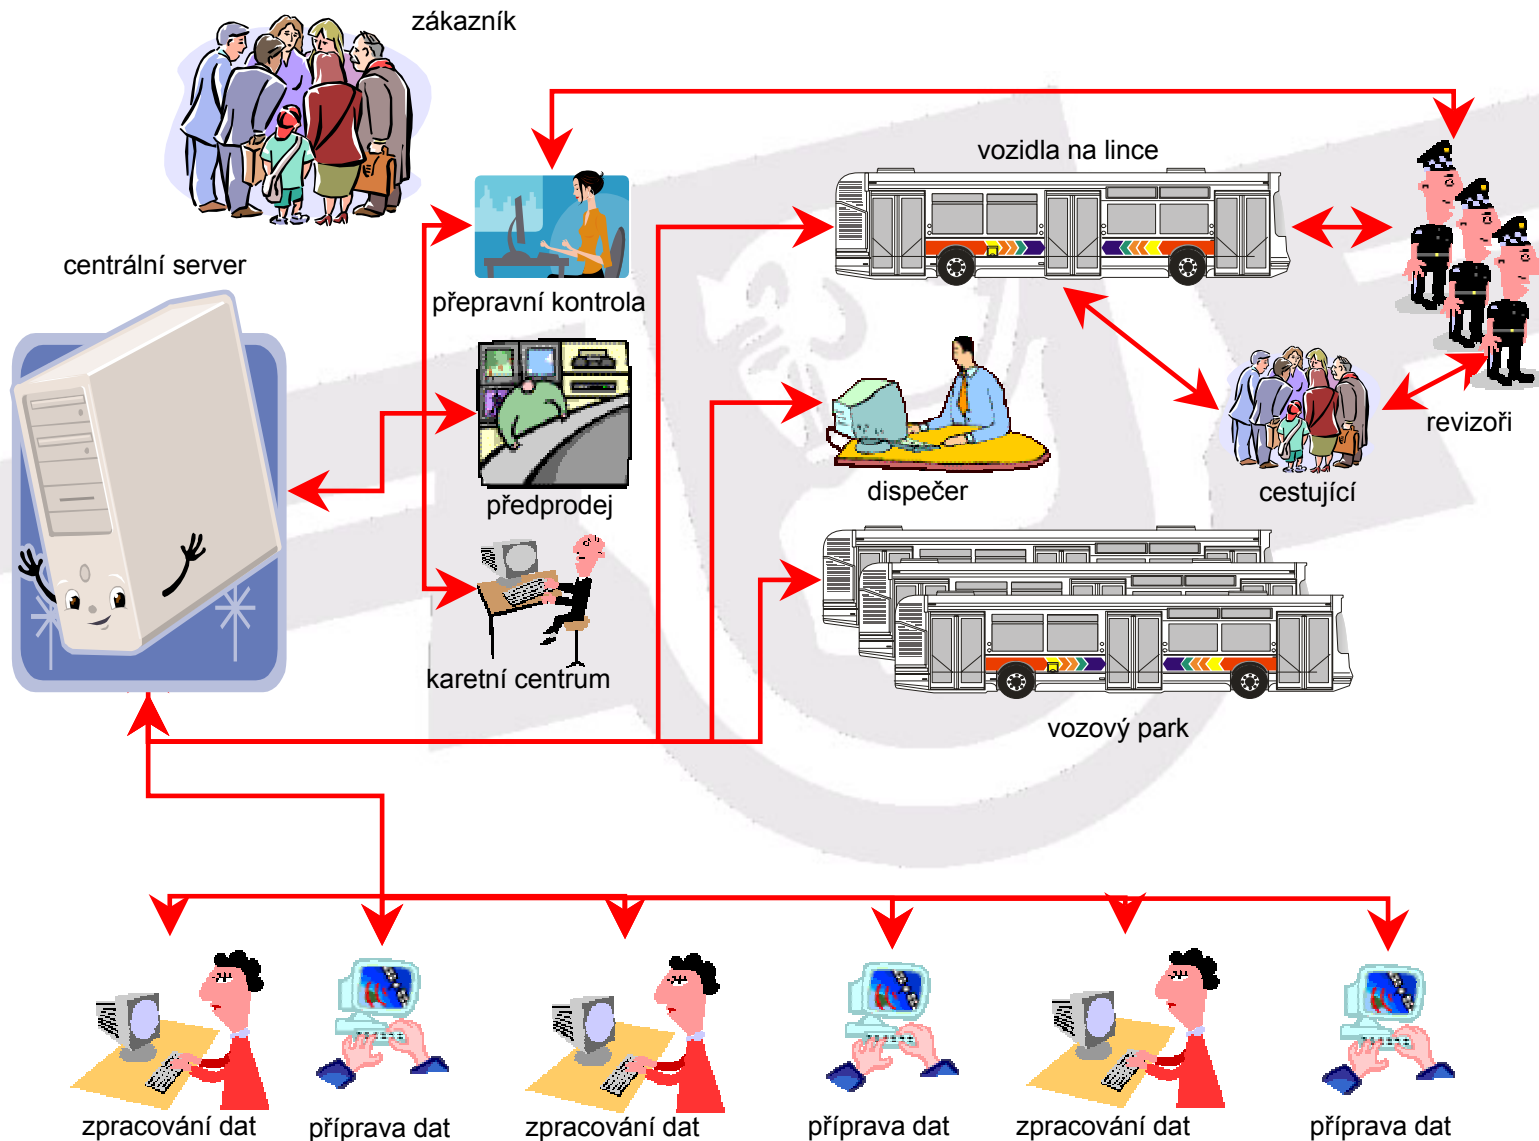 zákazník
vozidla na lince
centrální server
přepravní kontrola
revizoři
předprodej
dispečer
cestující
karetní centrum
vozový park
zpracování dat
příprava dat
zpracování dat
příprava dat
zpracování dat
příprava dat